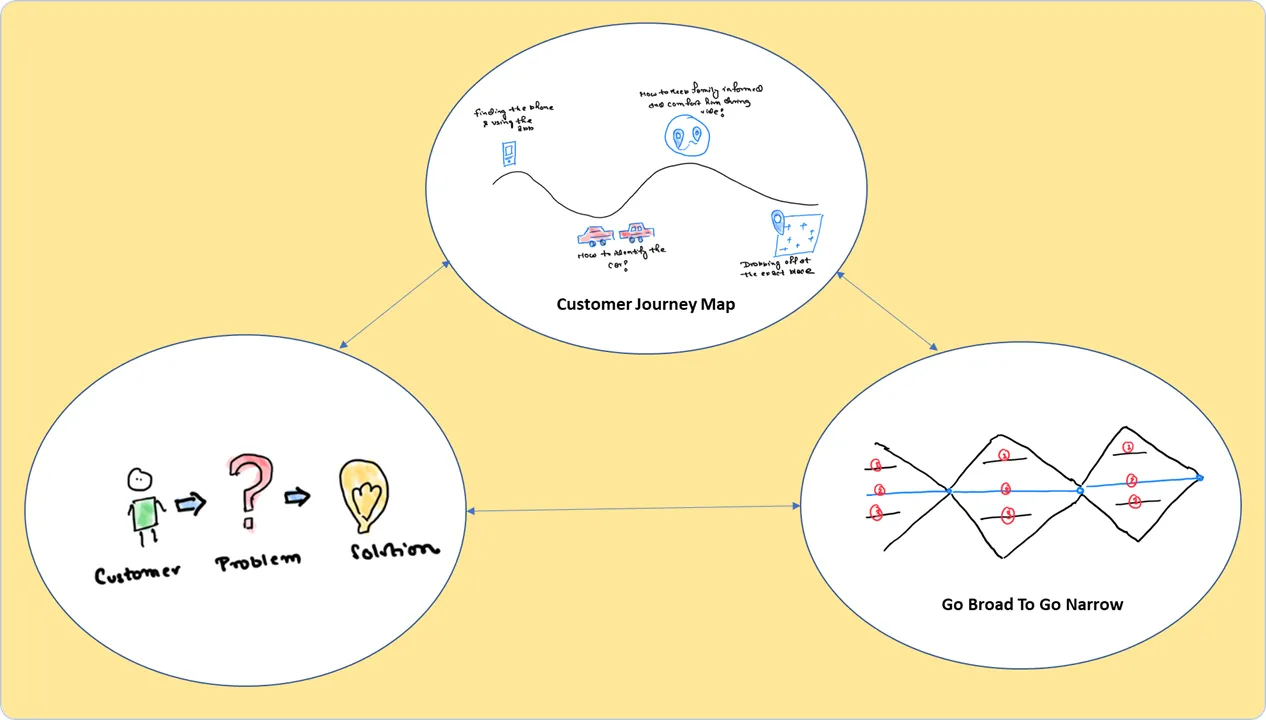 Finding the phone
& using the
app
How to keep family informed
and comfort him during
ride?
How to identify the
car?
Dropping off at
the exact place
Customer Journey Map
Customer
Problem
Solution
1
2
3
1
2
3
1
2
3
Go Broad To Go Narrow